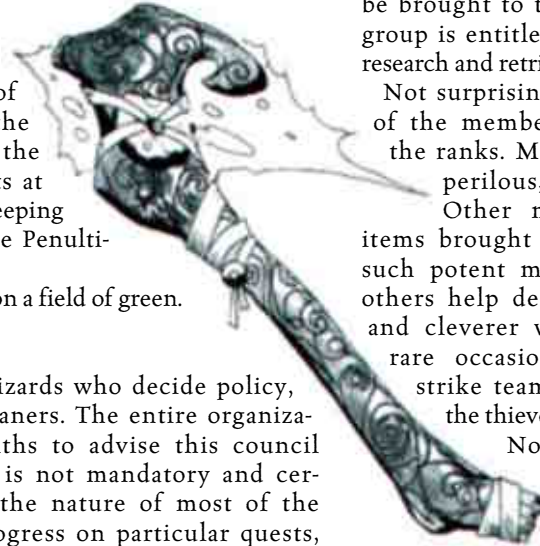 of
he
the
ts at
eeping
e Penulti-
on a field of green.
izards who decide policy,
aners. The entire organiza-
ths to advise this council
is not mandatory and cer-
the nature of most of the
ogress on particular quests,
be brought to t
group is entitle
research and retri
Not surprisin
of the membe
the ranks. M
perilous,
Other m
items brought
such potent m
others help de
and cleverer w
rare occasio
strike team
the thieve
No